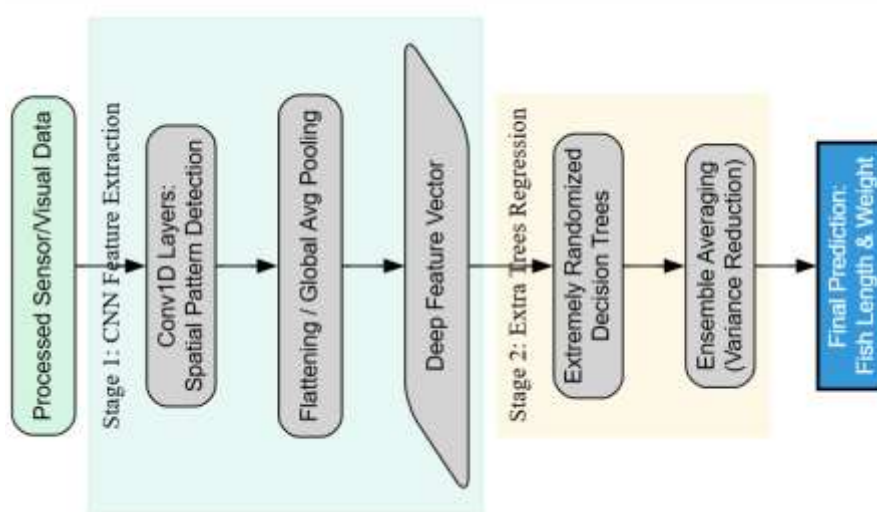 Processed Sensor/Visual Data
Stage 1: CNN Feature Extraction
Conv1D Layers:
Spatial Pattern Detection
Flattening / Global Avg Pooling
Deep Feature Vector
Stage 2: Extra Trees Regression
Extremely Randomized
Decision Trees
Ensemble Averaging
(Variance Reduction)
Final Prediction:
Fish Length & Weight